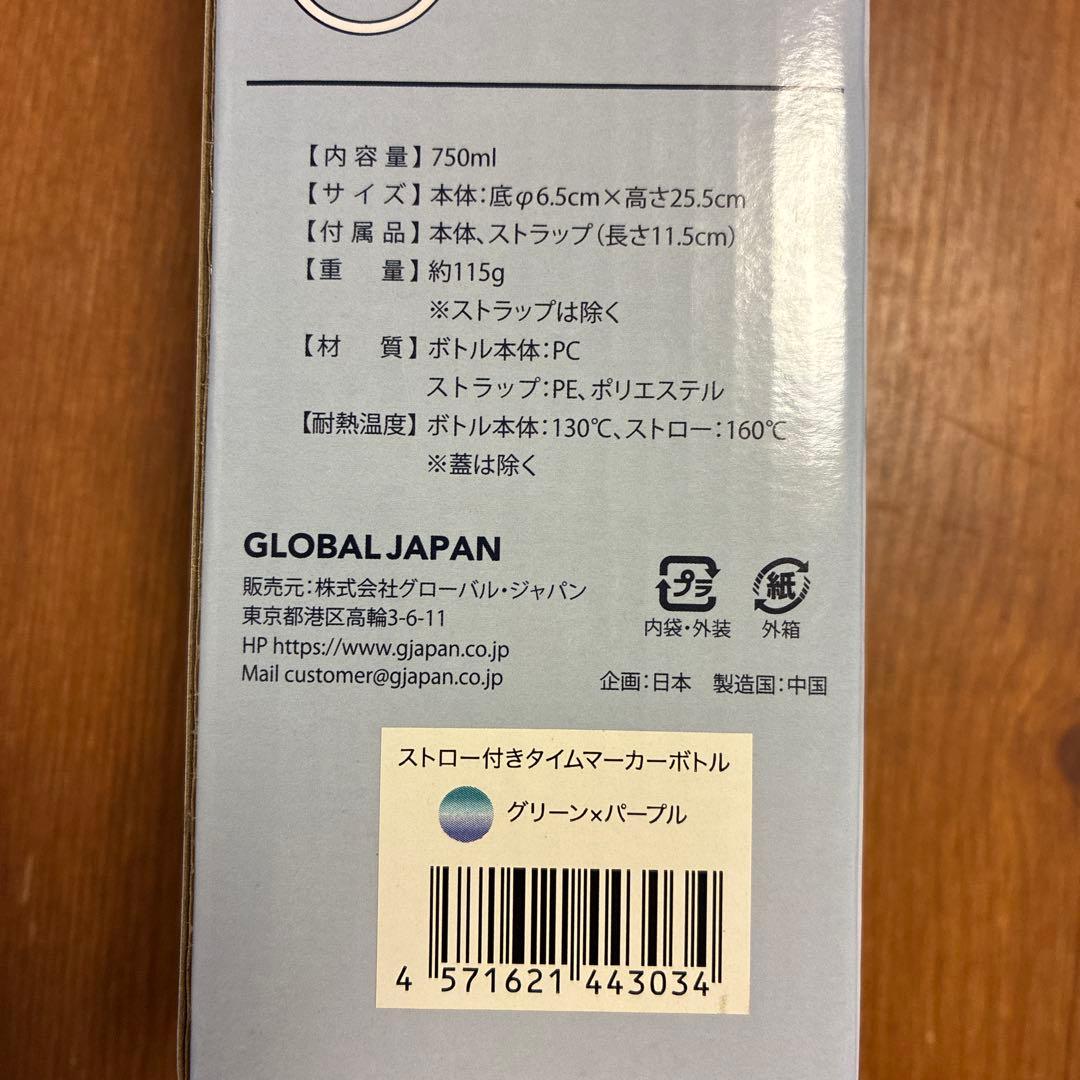 【内容量】750ml
【サイズ】本体:底φ6.5cm×高さ25.5cm
【付属品】本体、ストラップ(長さ11.5cm)
【重 量】約115g
※ストラップは除く
【材 質】ボトル本体:PC
ストラップ:PE、ポリエステル
【耐熱温度】ボトル本体:130℃、ストロー:160℃
※蓋は除く
GLOBAL JAPAN
販売元:株式会社グローバル・ジャパン
東京都港区高輪3-6-11
HP https://www.gjapan.co.jp
Mail customer@gjapan.co.jp
プラ
内袋・外装
紙
外箱
企画:日本 製造国:中国
ストロー付きタイムマーカーボトル
グリーン×パープル
4 571621 443034